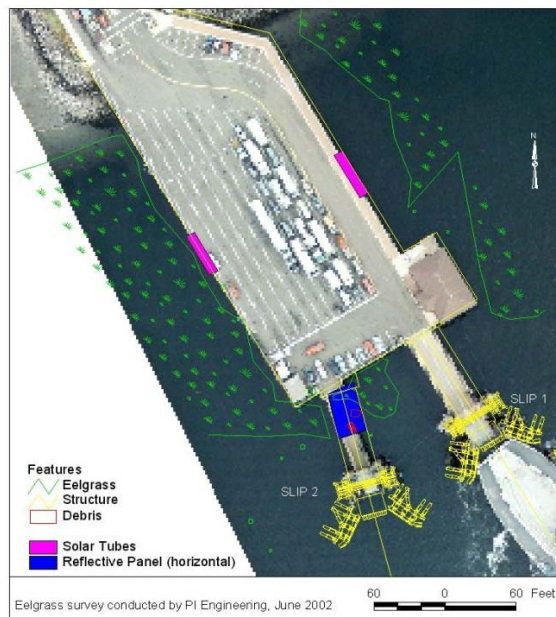 SLIP 1
SLIP 2
Features
Eelgrass
Structure
Debris
Solar Tubes
Reflective Panel (horizontal)
Eelgrass survey conducted by PI Engineering, June 2002
60 0 60 Feet